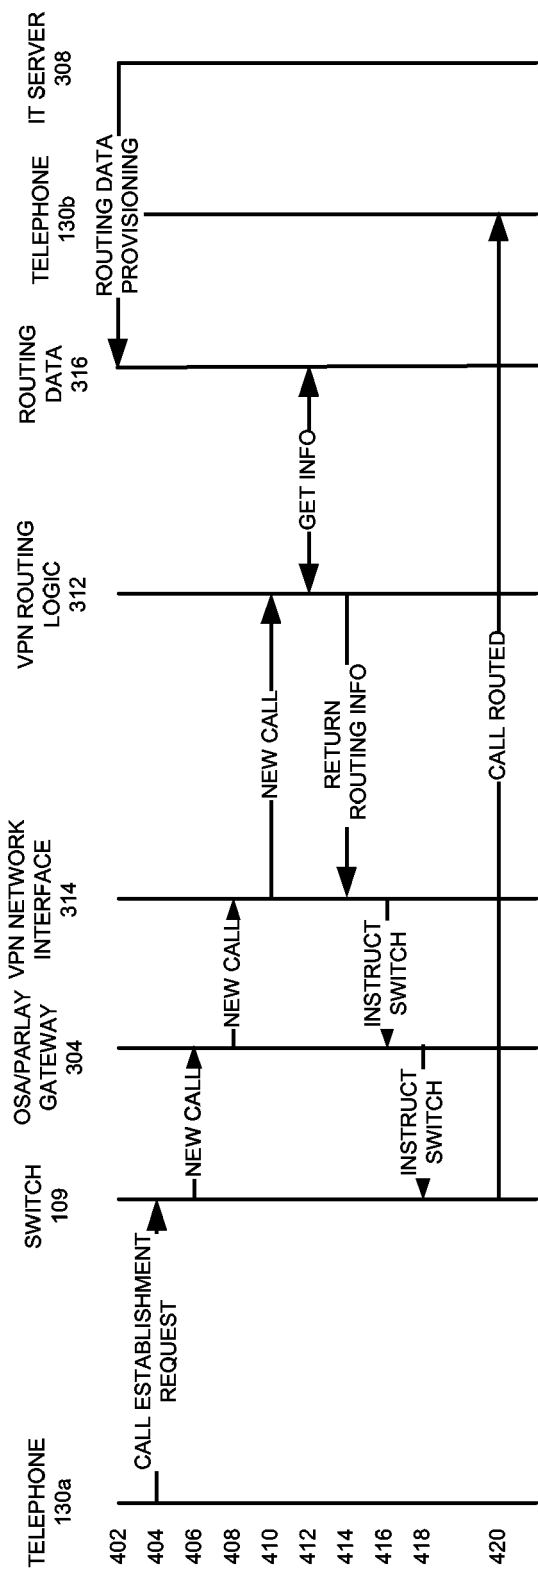 TELEPHONE
130a
SWITCH
109
OSA/PARLAY
GATEWAY
304
VPN NETWORK
INTERFACE
314
VPN ROUTING
LOGIC
312
ROUTING
DATA
316
TELEPHONE
130b
IT SERVER
308
402
ROUTING DATA
PROVISIONING
404
CALL ESTABLISHMENT
REQUEST
406
NEW CALL
408
NEW CALL
410
NEW CALL
412
GET INFO
414
RETURN
ROUTING INFO
416
INSTRUCT
SWITCH
418
INSTRUCT
SWITCH
420
CALL ROUTED